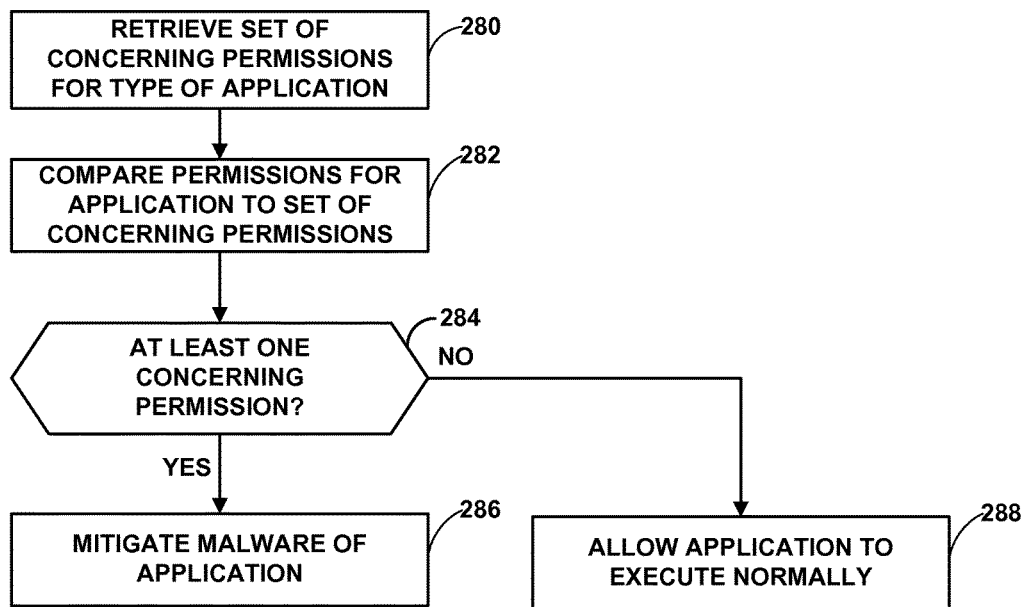 RETRIEVE SET OF
CONCERNING PERMISSIONS
FOR TYPE OF APPLICATION
280
COMPARE PERMISSIONS FOR
APPLICATION TO SET OF
CONCERNING PERMISSIONS
282
AT LEAST ONE
CONCERNING
PERMISSION?
284
NO
YES
MITIGATE MALWARE OF
APPLICATION
286
ALLOW APPLICATION TO
EXECUTE NORMALLY
288